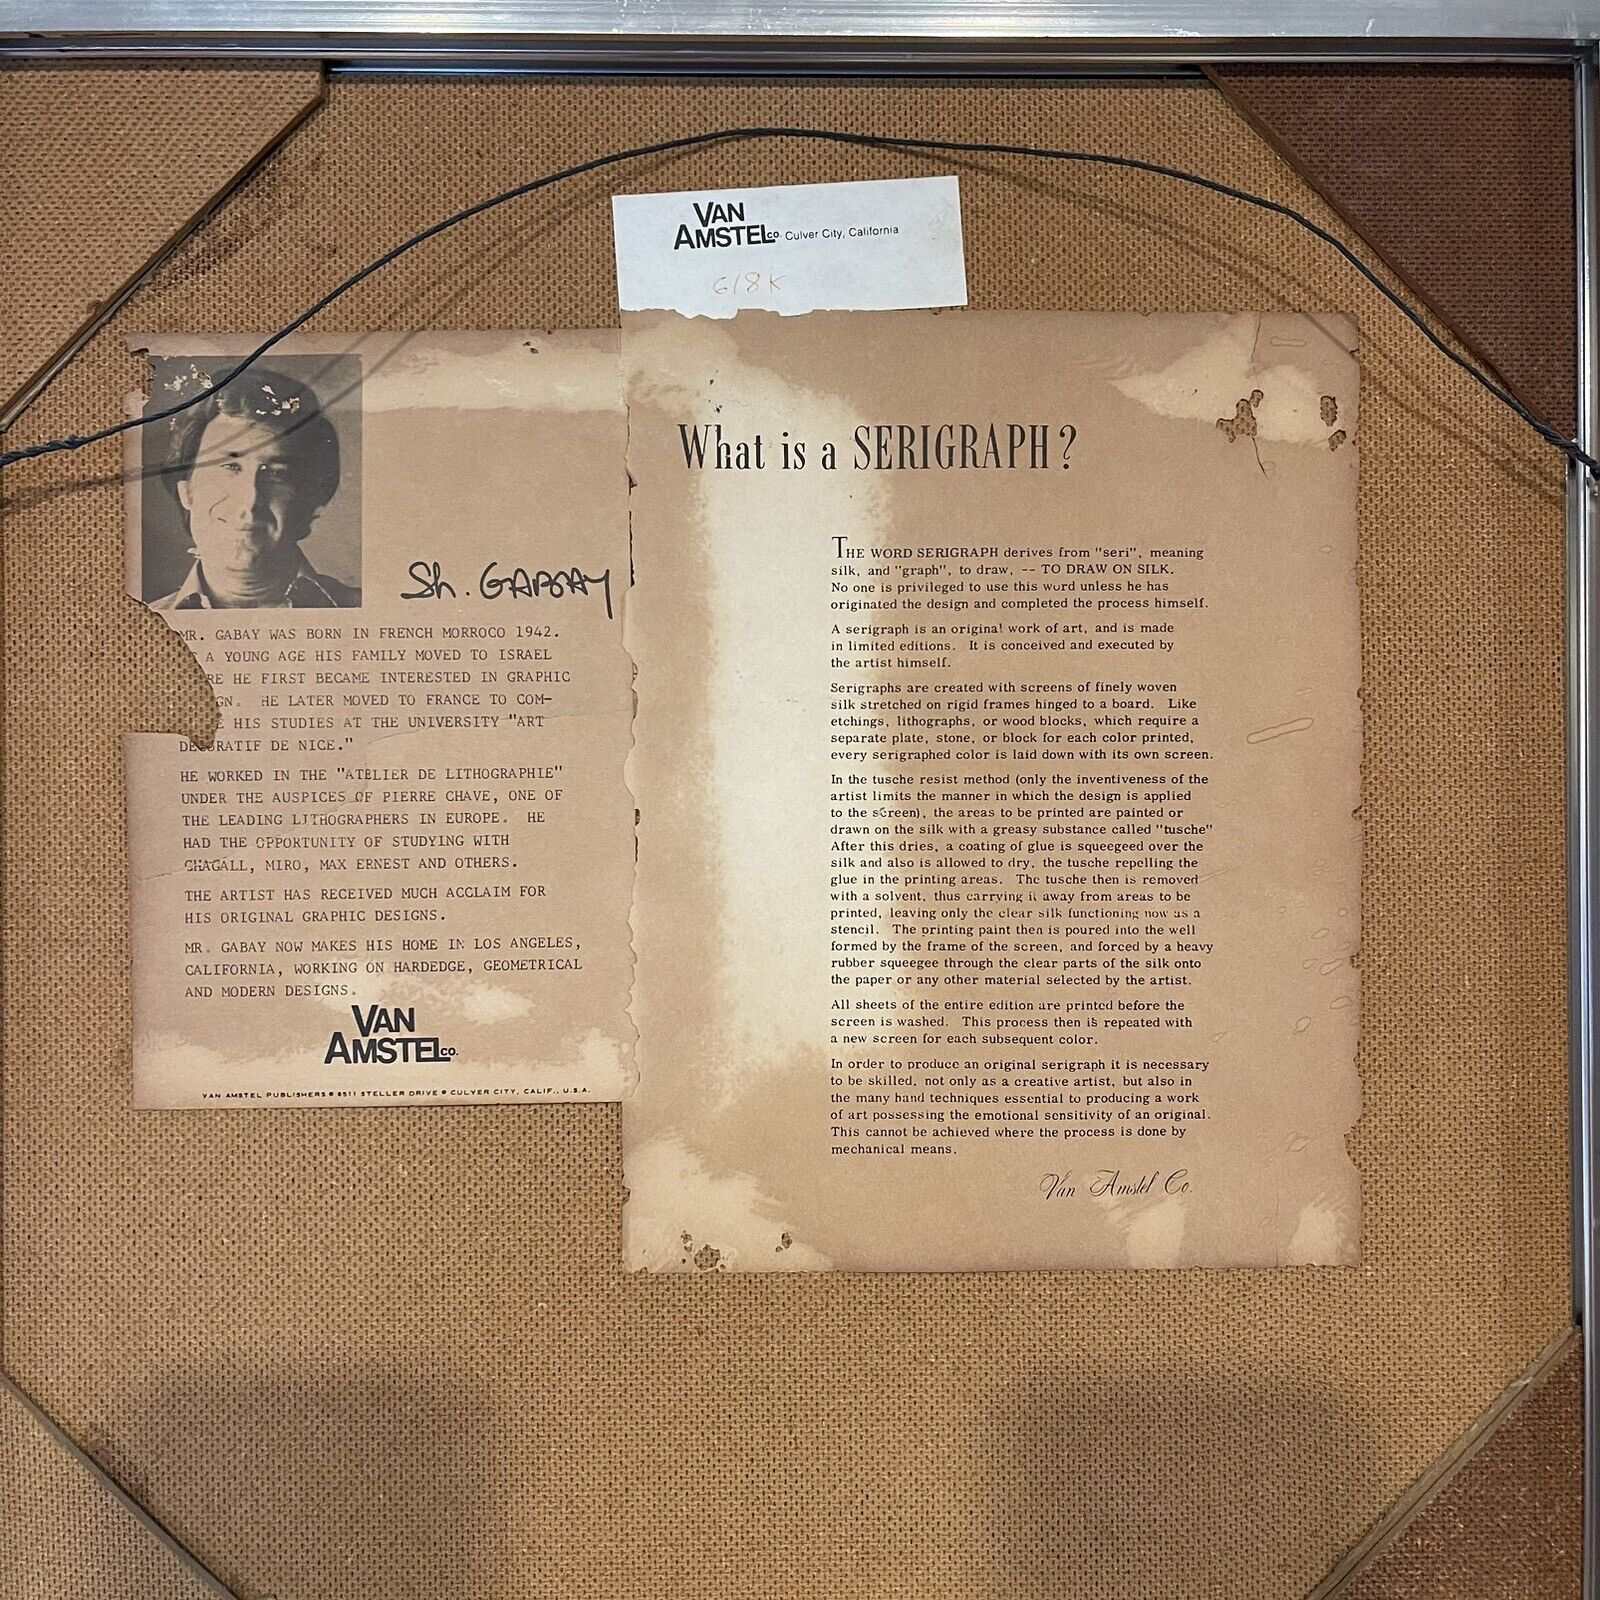 VAN
AMSTEL CO. Culver City, California
618K
Sh. GABAY
MR. GABAY WAS BORN IN FRENCH MORROCO 1942.
A YOUNG AGE HIS FAMILY MOVED TO ISRAEL
RE HE FIRST BECAME INTERESTED IN GRAPHIC
GN. HE LATER MOVED TO FRANCE TO COM-
E HIS STUDIES AT THE UNIVERSITY "ART
DECORATIF DE NICE."
HE WORKED IN THE "ATELIER DE LITHOGRAPHIE"
UNDER THE AUSPICES OF PIERRE CHAVE, ONE OF
THE LEADING LITHOGRAPHERS IN EUROPE. HE
HAD THE OPPORTUNITY OF STUDYING WITH
CHAGALL, MIRO, MAX ERNEST AND OTHERS.
THE ARTIST HAS RECEIVED MUCH ACCLAIM FOR
HIS ORIGINAL GRAPHIC DESIGNS.
MR. GABAY NOW MAKES HIS HOME IN LOS ANGELES,
CALIFORNIA, WORKING ON HARDEDGE, GEOMETRICAL
AND MODERN DESIGNS.
VAN
AMSTEL CO.
VAN AMSTEL PUBLISHERS • 8511 STELLER DRIVE • CULVER CITY, CALIF., U.S.A.
What is a SERIGRAPH?
THE WORD SERIGRAPH derives from "seri", meaning
silk, and "graph", to draw, -- TO DRAW ON SILK.
No one is privileged to use this word unless he has
originated the design and completed the process himself.
A serigraph is an original work of art, and is made
in limited editions. It is conceived and executed by
the artist himself.
Serigraphs are created with screens of finely woven
silk stretched on rigid frames hinged to a board. Like
etchings, lithographs, or wood blocks, which require a
separate plate, stone, or block for each color printed,
every serigraphed color is laid down with its own screen.
In the tusche resist method (only the inventiveness of the
artist limits the manner in which the design is applied
to the screen), the areas to be printed are painted or
drawn on the silk with a greasy substance called "tusche"
After this dries, a coating of glue is squeegeed over the
silk and also is allowed to dry, the tusche repelling the
glue in the printing areas. The tusche then is removed
with a solvent, thus carrying it away from areas to be
printed, leaving only the clear silk functioning now as a
stencil. The printing paint then is poured into the well
formed by the frame of the screen, and forced by a heavy
rubber squeegee through the clear parts of the silk onto
the paper or any other material selected by the artist.
All sheets of the entire edition are printed before the
screen is washed. This process then is repeated with
a new screen for each subsequent color.
In order to produce an original serigraph it is necessary
to be skilled, not only as a creative artist, but also in
the many hand techniques essential to producing a work
of art possessing the emotional sensitivity of an original.
This cannot be achieved where the process is done by
mechanical means.
Van Amstel Co.